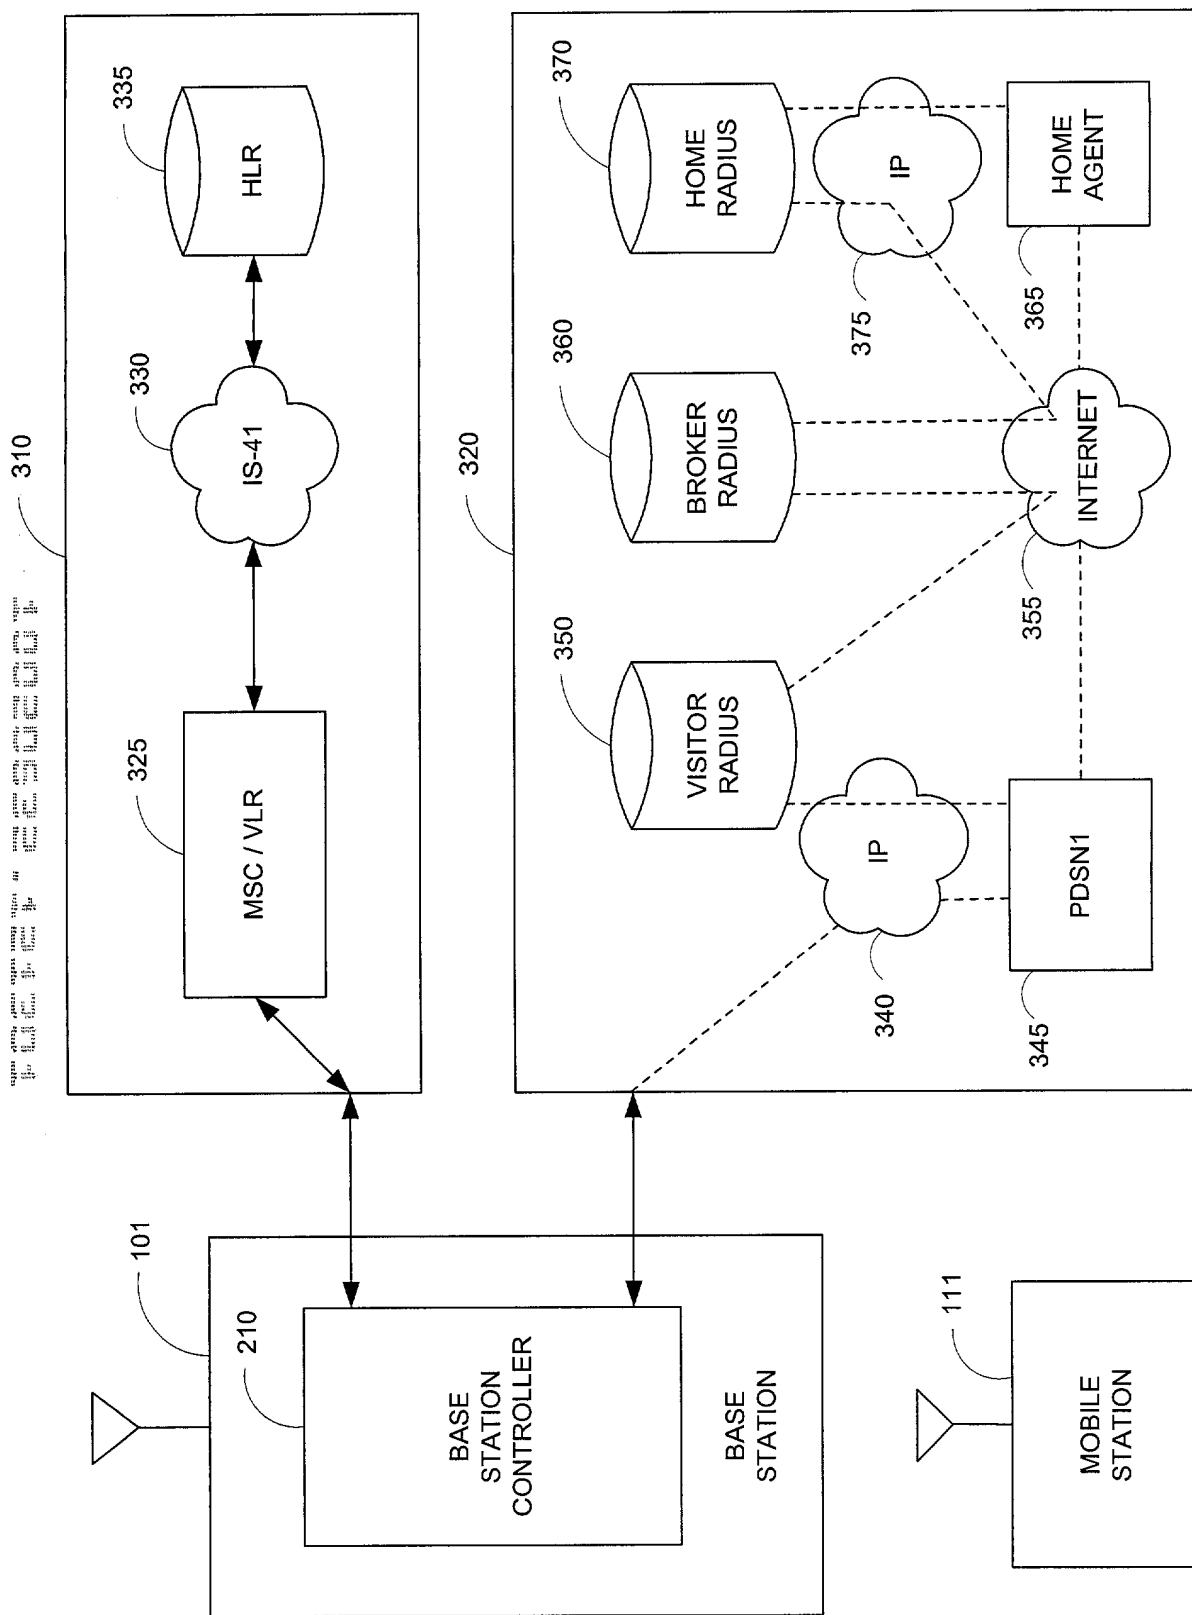 310
335
HLR
330
IS-41
325
MSC / VLR
320
370
HOME
RADIUS
IP
375
HOME
AGENT
365
360
BROKER
RADIUS
INTERNET
355
350
VISITOR
RADIUS
IP
340
PDSN1
345
101
210
BASE
STATION
CONTROLLER
BASE
STATION
111
MOBILE
STATION